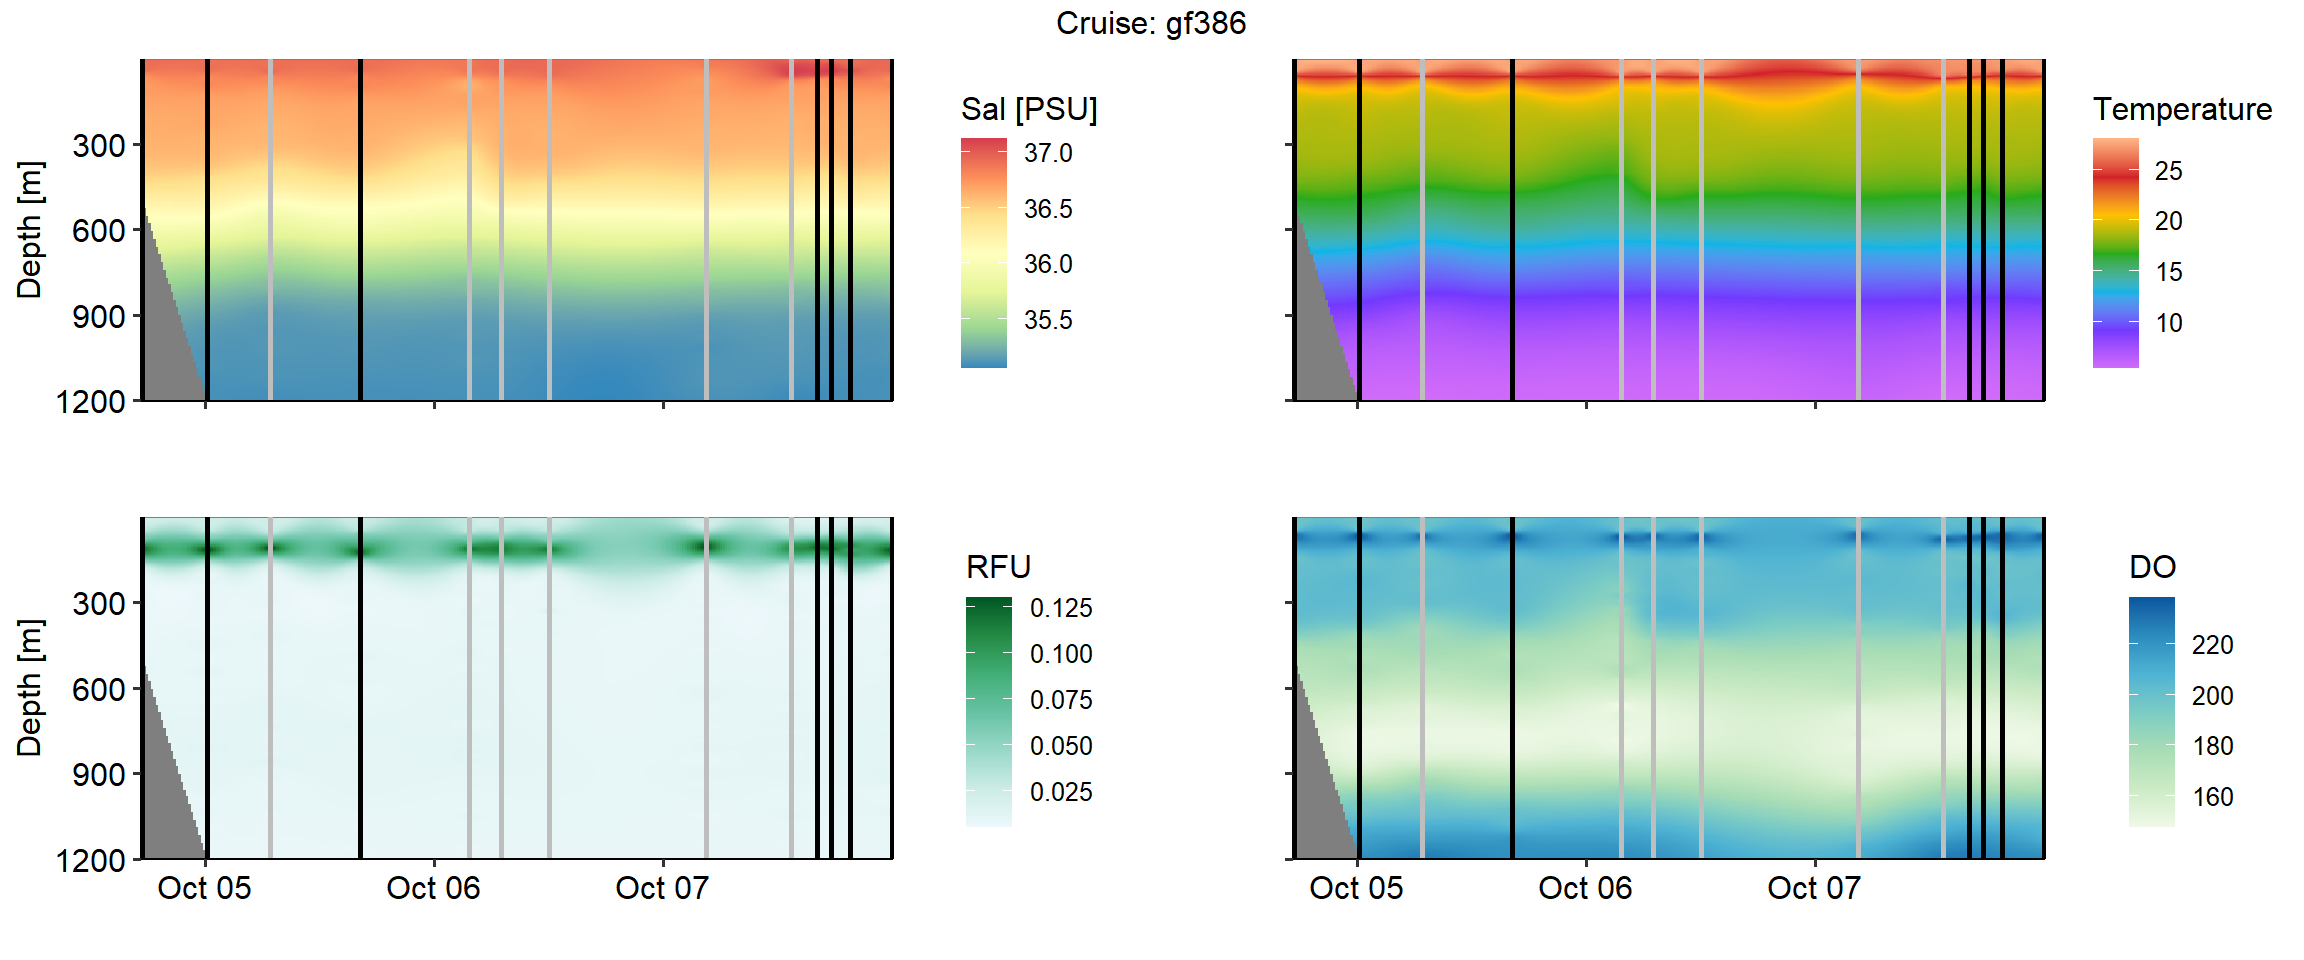 Cruise: gf386
Depth [m]
300
600
900
1200
Sal [PSU]
37.0
36.5
36.0
35.5
Temperature
25
20
15
10
Depth [m]
300
600
900
1200
Oct 05
Oct 06
Oct 07
RFU
0.125
0.100
0.075
0.050
0.025
Oct 05
Oct 06
Oct 07
DO
220
200
180
160